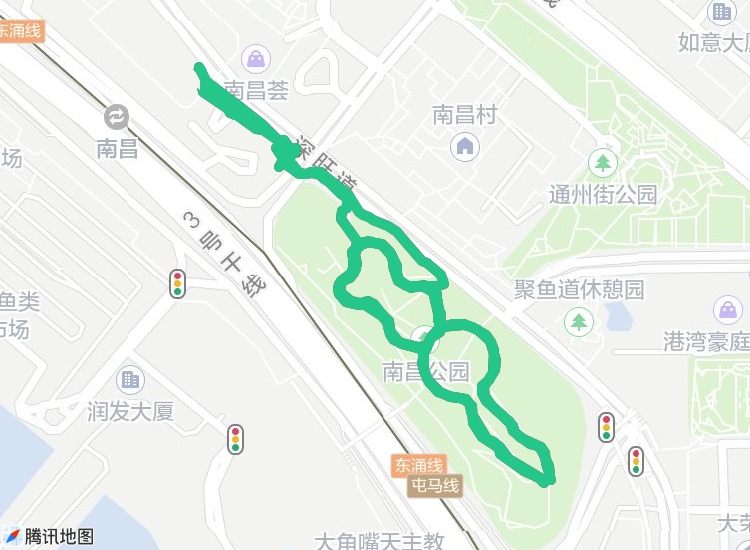 东涌线
如意大厦
南昌荟
南昌村
南昌
深旺道
场
通州街公园
3号干线
聚鱼道休憩园
鱼类
市场
港湾豪庭
南昌公园
润发大厦
东涌线
屯马线
大荣
腾讯地图
大角嘴天主教